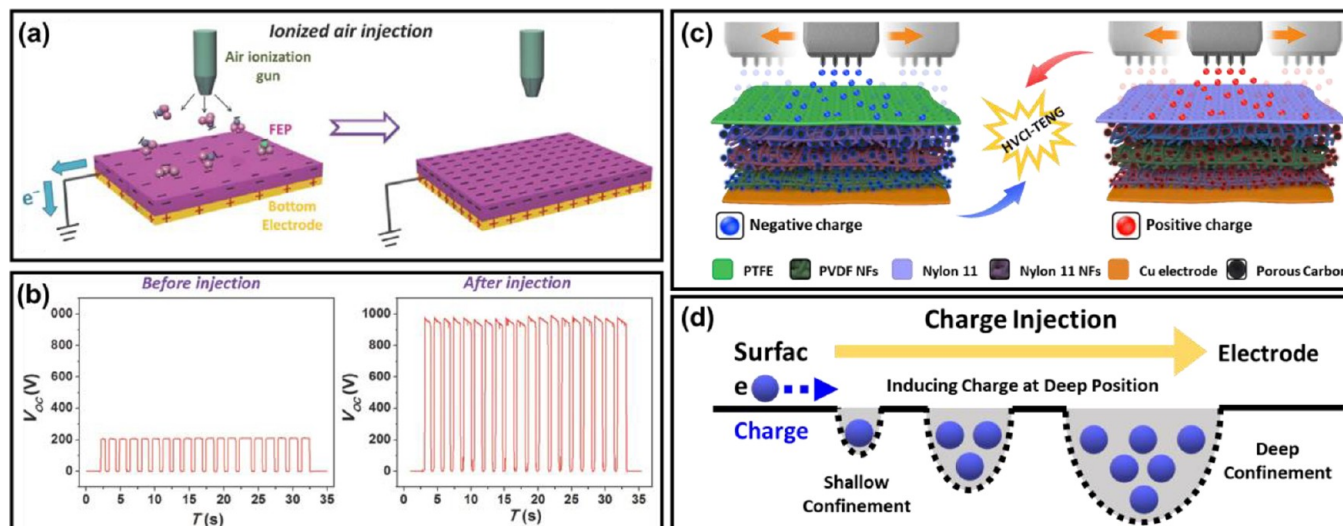 (a)
Ionized air injection
Air ionization
gun
FEP
e⁻
Bottom
Electrode
(b)
Before injection
After injection
V_OC (V)
1000
800
600
400
200
0
0 5 10 15 20 25 30 35
T (s)
V_OC (V)
000
800
600
400
200
0
0 5 10 15 20 25 30 35
T (s)
(c)
HVCI-TENG
Negative charge
Positive charge
PTFE
PVDF NFs
Nylon 11
Nylon 11 NFs
Cu electrode
Porous Carbon
(d)
Charge Injection
Surfac
Electrode
e
Inducing Charge at Deep Position
Charge
Shallow
Confinement
Deep
Confinement